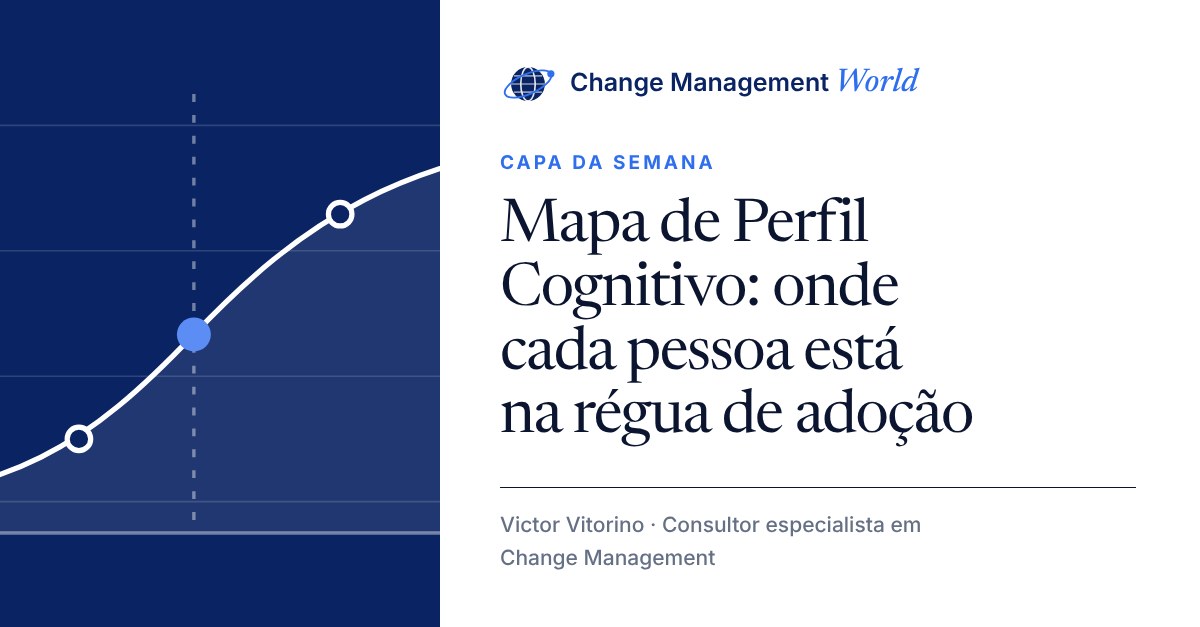 Change Management World
CAPA DA SEMANA
Mapa de Perfil
Cognitivo: onde
cada pessoa está
na régua de adoção
Victor Vitorino · Consultor especialista em
Change Management